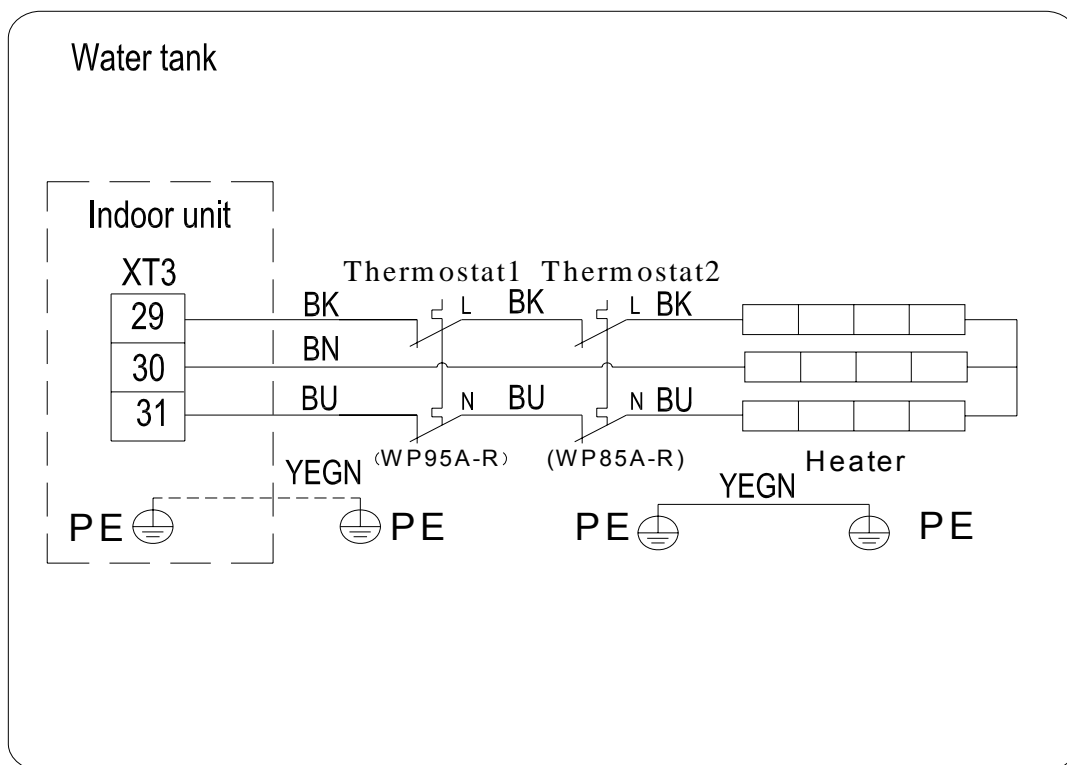 Water tank
Indoor unit
XT3
Thermostat1 Thermostat2
29 BK L BK L BK
30 BN
31 BU N BU N BU
(WP95A-R) (WP85A-R) Heater
YEGN YEGN
PE PE PE PE